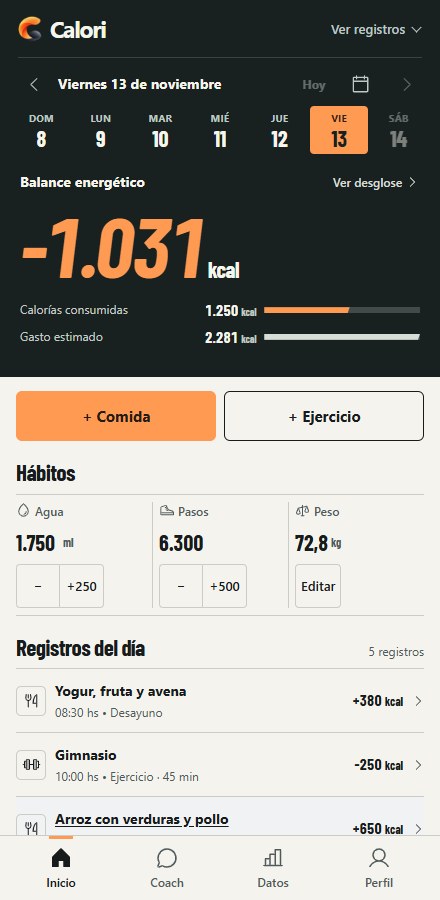 Calori
Ver registros
Viernes 13 de noviembre
Hoy
DOM LUN MAR MIÉ JUE VIE SÁB
8 9 10 11 12 13 14
Balance energético
Ver desglose
-1.031 kcal
Calorías consumidas 1.250 kcal
Gasto estimado 2.281 kcal
+ Comida
+ Ejercicio
Hábitos
Agua
1.750 ml
− +250
Pasos
6.300
− +500
Peso
72,8 kg
Editar
Registros del día
5 registros
Yogur, fruta y avena
08:30 hs • Desayuno
+380 kcal
Gimnasio
10:00 hs • Ejercicio · 45 min
-250 kcal
Arroz con verduras y pollo
+650 kcal
Inicio
Coach
Datos
Perfil